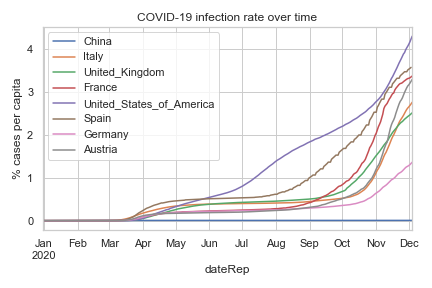 COVID-19 infection rate over time
China
Italy
United_Kingdom
France
United_States_of_America
Spain
Germany
Austria
% cases per capita
4
3
2
1
0
Jan Feb Mar Apr May Jun Jul Aug Sep Oct Nov Dec
2020
dateRep